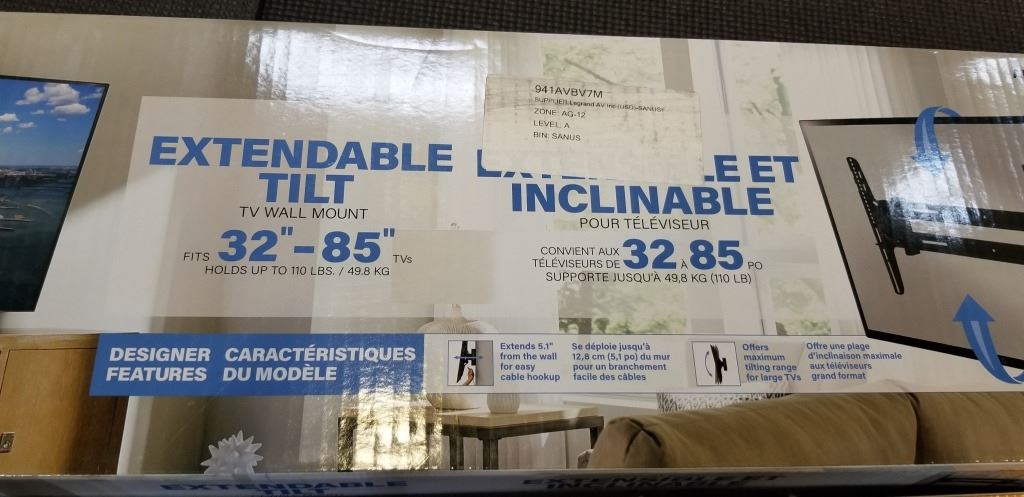 941AVBV7M
SUPPLIER:Legrand AV Inc (USD)-SANUSF
ZONE: AG-12
LEVEL: A
BIN: SANUS
EXTENDABLE
TILT
TV WALL MOUNT
FITS 32"-85" TVs
HOLDS UP TO 110 LBS. / 49.8 KG
ET
INCLINABLE
POUR TÉLÉVISEUR
CONVIENT AUX
TÉLÉVISEURS DE 32 À 85 PO
SUPPORTE JUSQU'À 49,8 KG (110 LB)
DESIGNER
FEATURES
CARACTÉRISTIQUES
DU MODÈLE
Extends 5.1"
from the wall
for easy
cable hookup
Se déploie jusqu'à
12,8 cm (5,1 po) du mur
pour un branchement
facile des câbles
Offers
maximum
tilting range
for large TVs
Offre une plage
d'inclinaison maximale
aux téléviseurs
grand format
EXTENDABLE
TILT